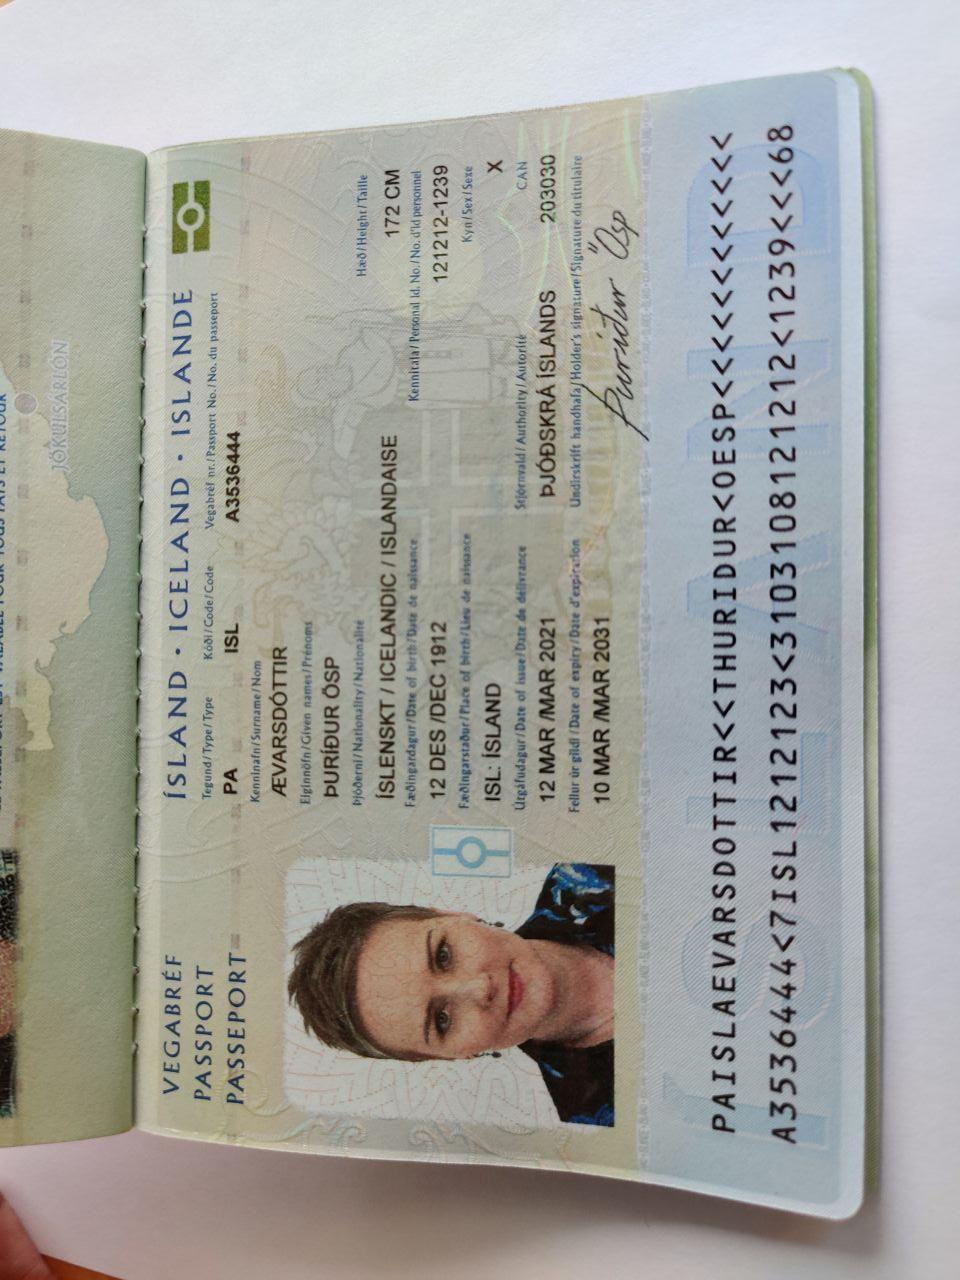 JÖKULSÁRLÓN
VEGABRÉF
PASSPORT
PASSEPORT
ÍSLAND · ICELAND · ISLANDE
Tegund/Type/Type Kóði/Code/Code Vegabréf nr./Passport No./No. du passeport
PA ISL A3536444
Kenninafn/Surname/Nom
ÆVARSDÓTTIR
Eiginnöfn/Given names/Prénoms
ÞURÍÐUR ÖSP
Þjóðerni/Nationality/Nationalité Hæð/Height/Taille
ÍSLENSKT / ICELANDIC / ISLANDAISE 172 CM
Fæðingardagur/Date of birth/Date de naissance Kennitala/Personal Id. No./No. d'id personnel
12 DES /DEC 1912 121212-1239
Fæðingarstaður/Place of birth/Lieu de naissance Kyn/Sex/Sexe
ISL: ÍSLAND X
Útgáfudagur/Date of issue/Date de délivrance Stjórnvald/Authority/Autorité CAN
12 MAR /MAR 2021 ÞJÓÐSKRÁ ÍSLANDS 203030
Fellur úr gildi/Date of expiry/Date d'expiration Undirskrift handhafa/Holder's signature/Signature du titulaire
10 MAR /MAR 2031
Þuríður Ösp
PAISLAEVARSDOTTIR<<THURIDUR<OESP<<<<<<<<<<<<
A3536444<7ISL1212123<3103108121212<1239<<<68
ISLAND